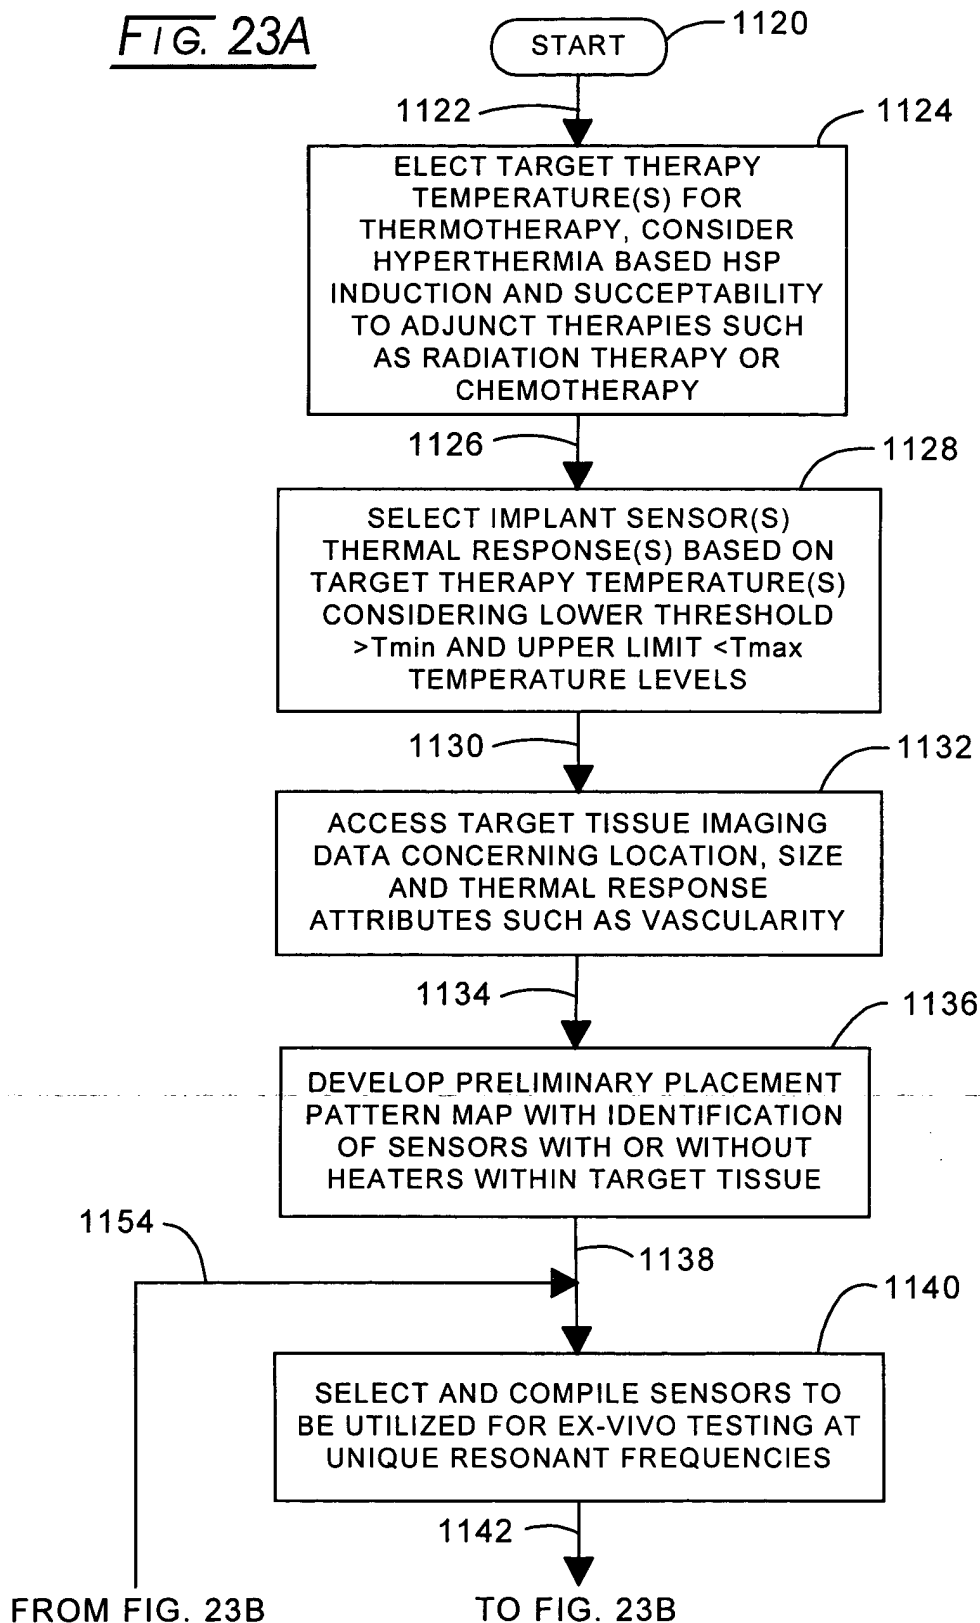 FIG. 23A
START
1120
1122
1124
ELECT TARGET THERAPY
TEMPERATURE(S) FOR
THERMOTHERAPY, CONSIDER
HYPERTHERMIA BASED HSP
INDUCTION AND SUCCEPTABILITY
TO ADJUNCT THERAPIES SUCH
AS RADIATION THERAPY OR
CHEMOTHERAPY
1126
1128
SELECT IMPLANT SENSOR(S)
THERMAL RESPONSE(S) BASED ON
TARGET THERAPY TEMPERATURE(S)
CONSIDERING LOWER THRESHOLD
>Tmin AND UPPER LIMIT <Tmax
TEMPERATURE LEVELS
1130
1132
ACCESS TARGET TISSUE IMAGING
DATA CONCERNING LOCATION, SIZE
AND THERMAL RESPONSE
ATTRIBUTES SUCH AS VASCULARITY
1134
1136
DEVELOP PRELIMINARY PLACEMENT
PATTERN MAP WITH IDENTIFICATION
OF SENSORS WITH OR WITHOUT
HEATERS WITHIN TARGET TISSUE
1154
1138
1140
SELECT AND COMPILE SENSORS TO
BE UTILIZED FOR EX-VIVO TESTING AT
UNIQUE RESONANT FREQUENCIES
1142
FROM FIG. 23B
TO FIG. 23B